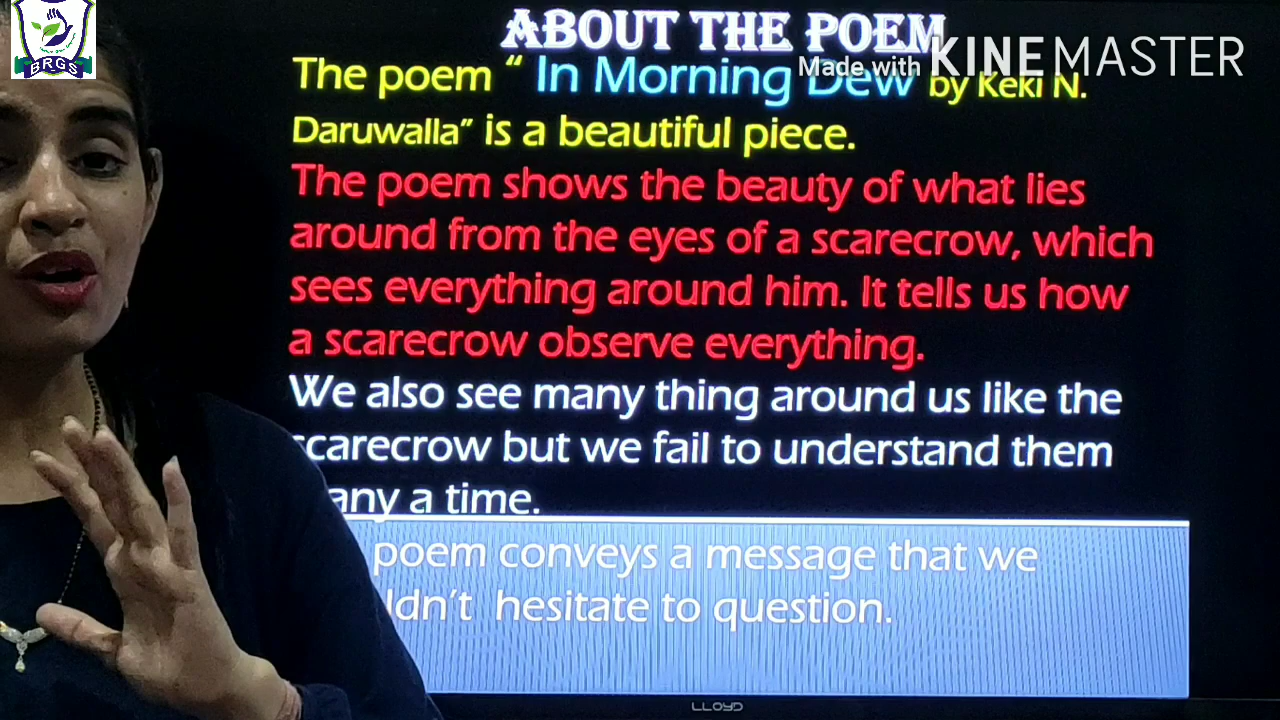 BRGS
ABOUT THE POEM
Made with KINEMASTER
The poem “ In Morning Dew by Keki N.
Daruwalla” is a beautiful piece.
The poem shows the beauty of what lies
around from the eyes of a scarecrow, which
sees everything around him. It tells us how
a scarecrow observe everything.
We also see many thing around us like the
scarecrow but we fail to understand them
many a time.
poem conveys a message that we
ldn’t hesitate to question.
LLOYD